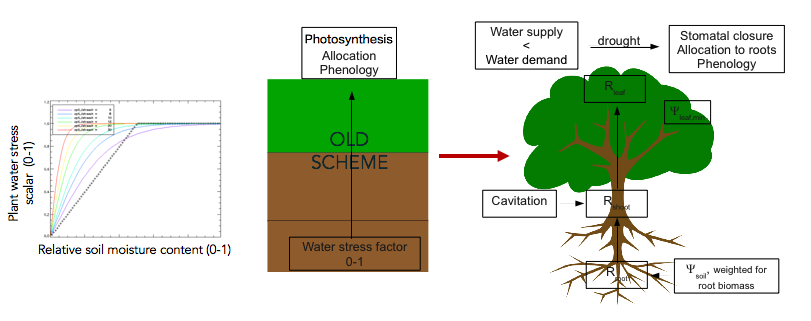 Plant water stress
scalar (0-1)
Relative soil moisture content (0-1)
Photosynthesis
Allocation
Phenology
OLD
SCHEME
Water stress factor
0-1
Water supply
<
Water demand
drought
Stomatal closure
Allocation to roots
Phenology
R leaf
Ψ leaf,
Cavitation
R shoot
R root
Ψ soil, weighted for
root biomass